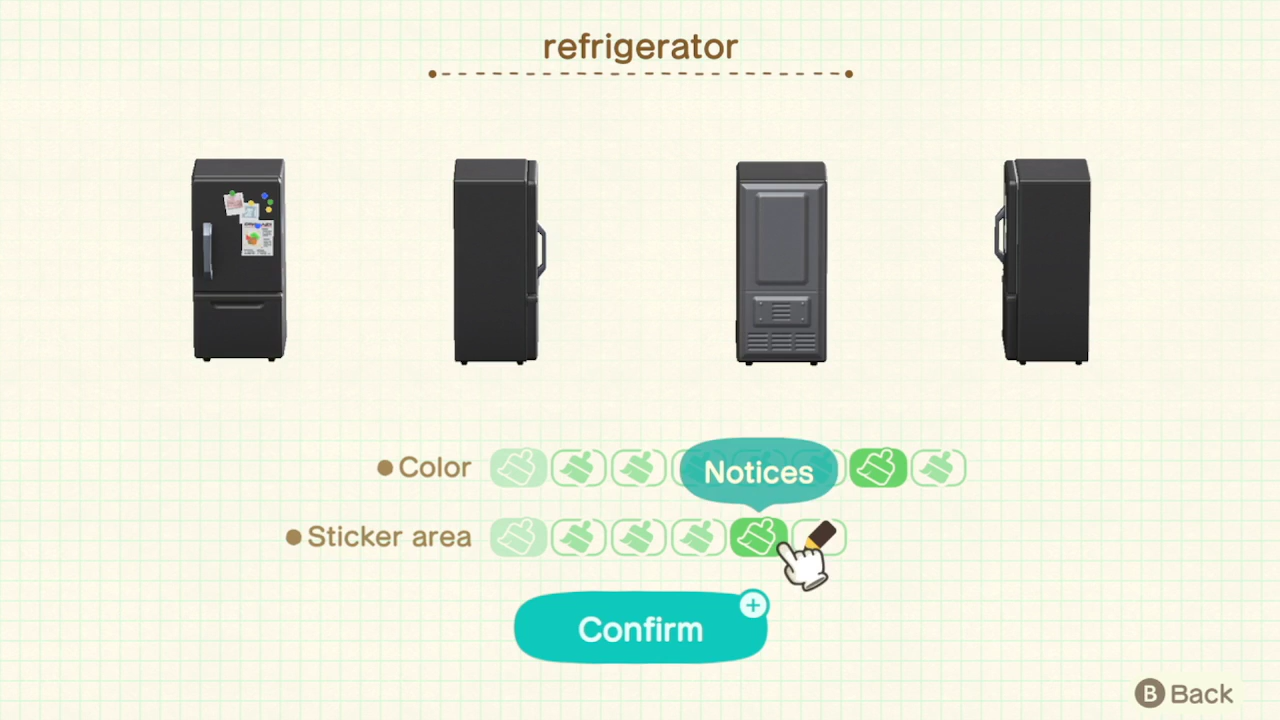 refrigerator
Color
Notices
Sticker area
Confirm
B Back